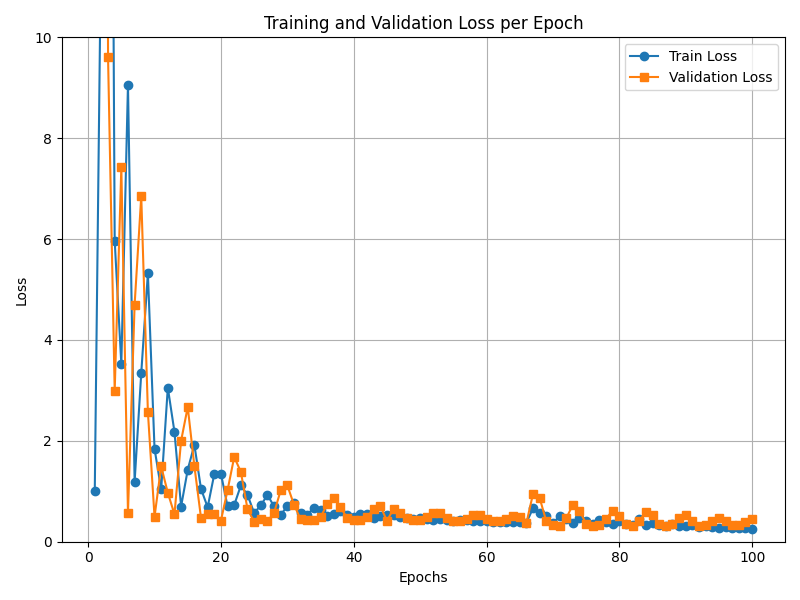 Training and Validation Loss per Epoch
Train Loss
Validation Loss
10
8
6
4
2
0
Loss
0 20 40 60 80 100
Epochs